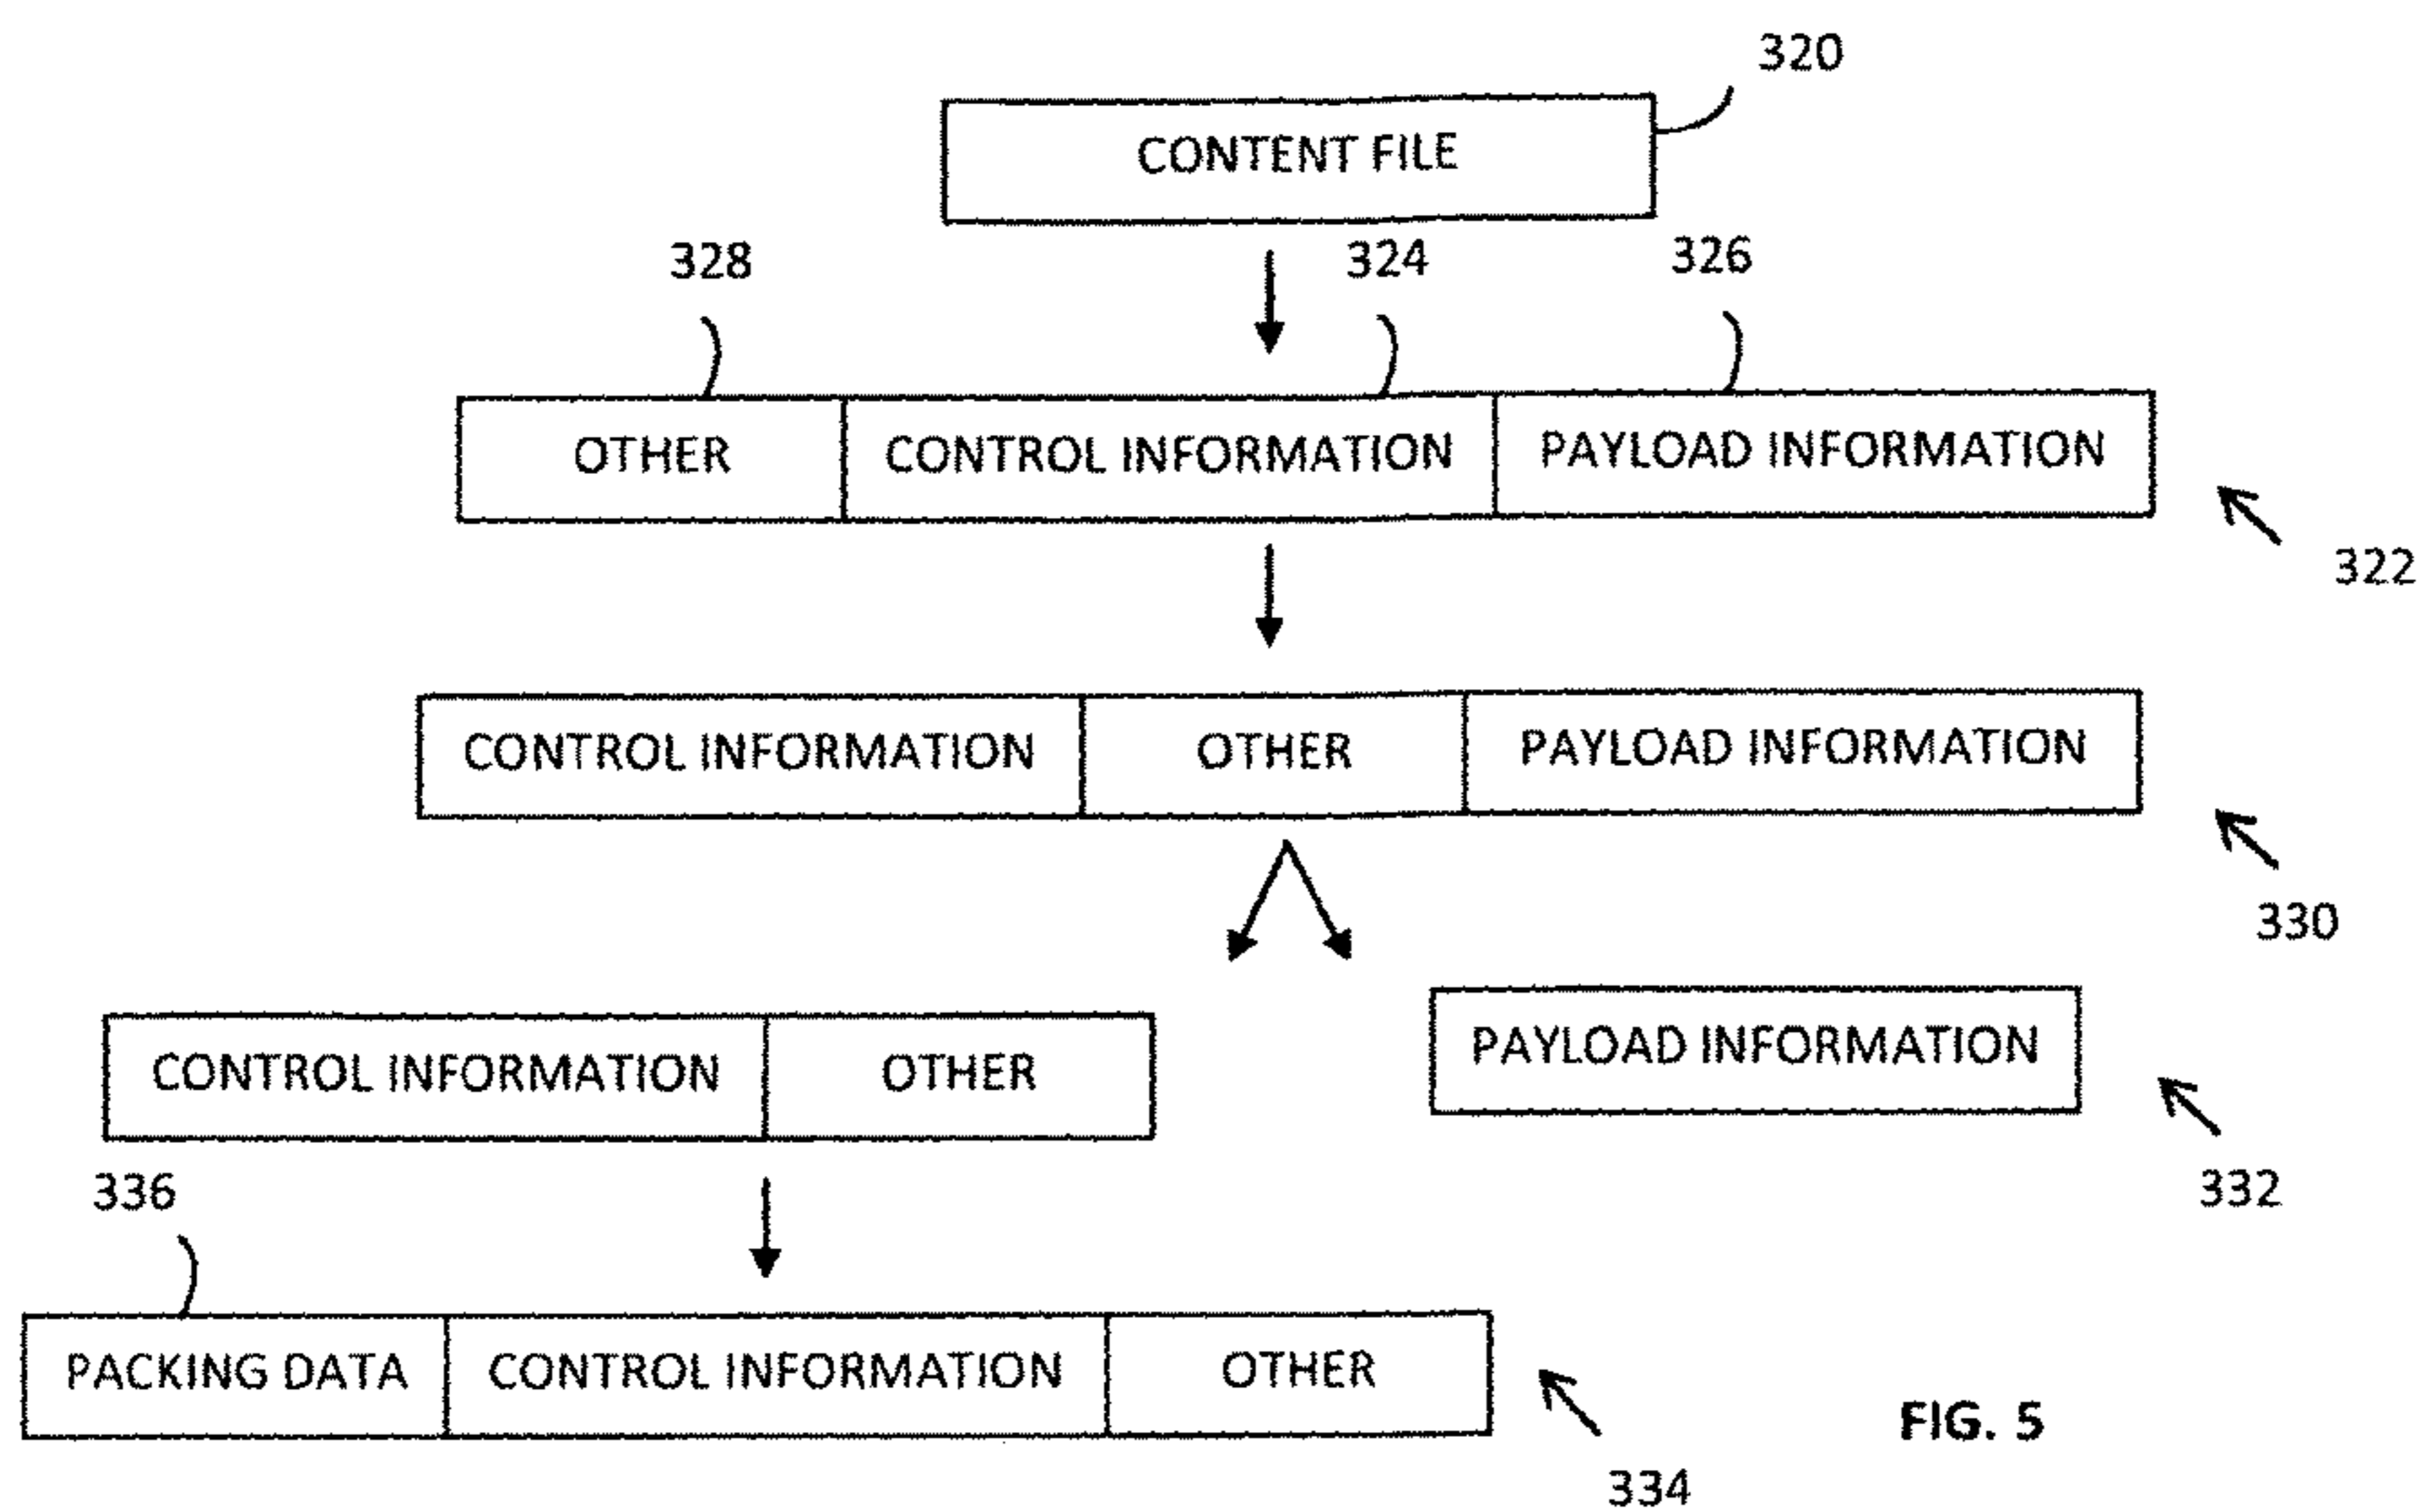 320
CONTENT FILE
328 324 326
OTHER CONTROL INFORMATION PAYLOAD INFORMATION
322
CONTROL INFORMATION OTHER PAYLOAD INFORMATION
330
CONTROL INFORMATION OTHER PAYLOAD INFORMATION
332
336
PACKING DATA CONTROL INFORMATION OTHER
334
FIG. 5